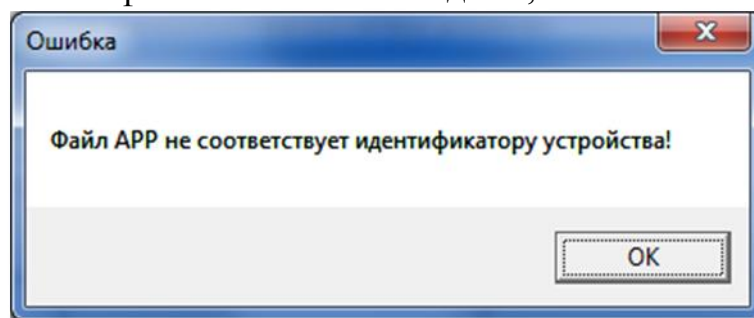 Ошибка
Файл APP не соответствует идентификатору устройства!
OK